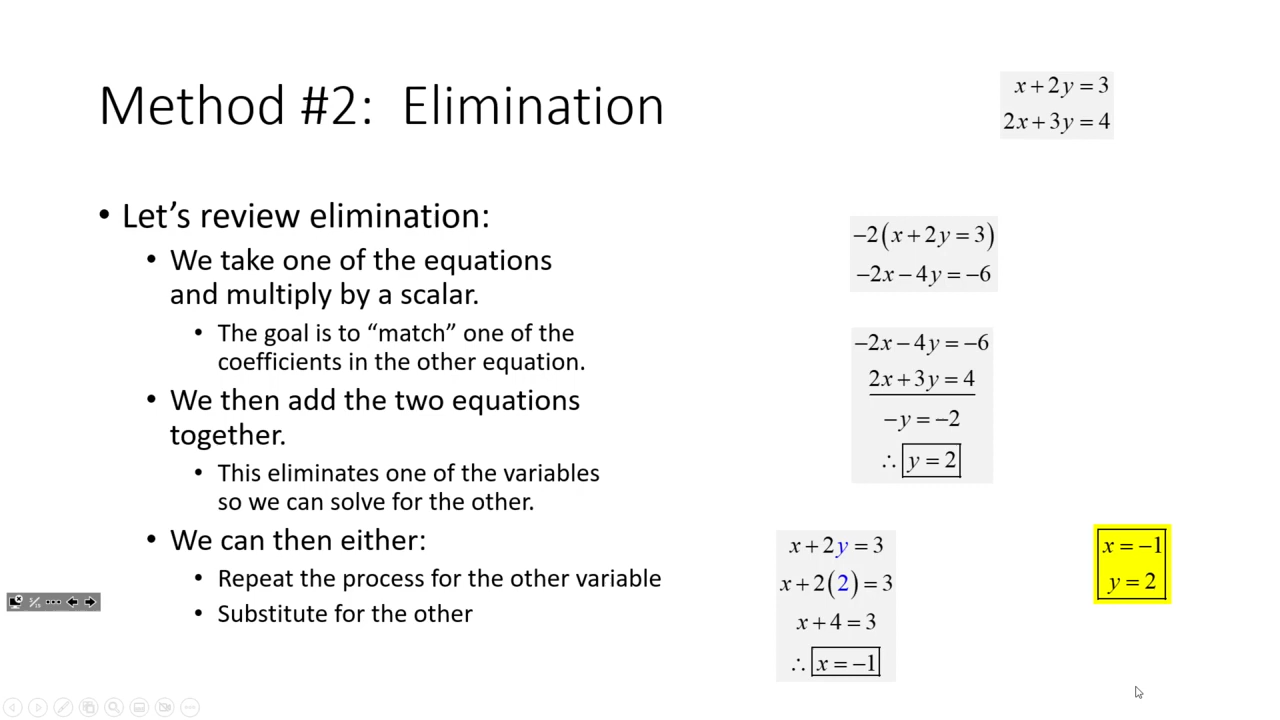 Method #2: Elimination
x + 2y = 3
2x + 3y = 4
• Let’s review elimination:
• We take one of the equations
and multiply by a scalar.
• The goal is to “match” one of the
coefficients in the other equation.
• We then add the two equations
together.
• This eliminates one of the variables
so we can solve for the other.
• We can then either:
• Repeat the process for the other variable
• Substitute for the other
−2(x + 2y = 3)
−2x − 4y = −6
−2x − 4y = −6
2x + 3y = 4
−y = −2
∴ y = 2
x + 2y = 3
x + 2(2) = 3
x + 4 = 3
∴ x = −1
x = −1
y = 2